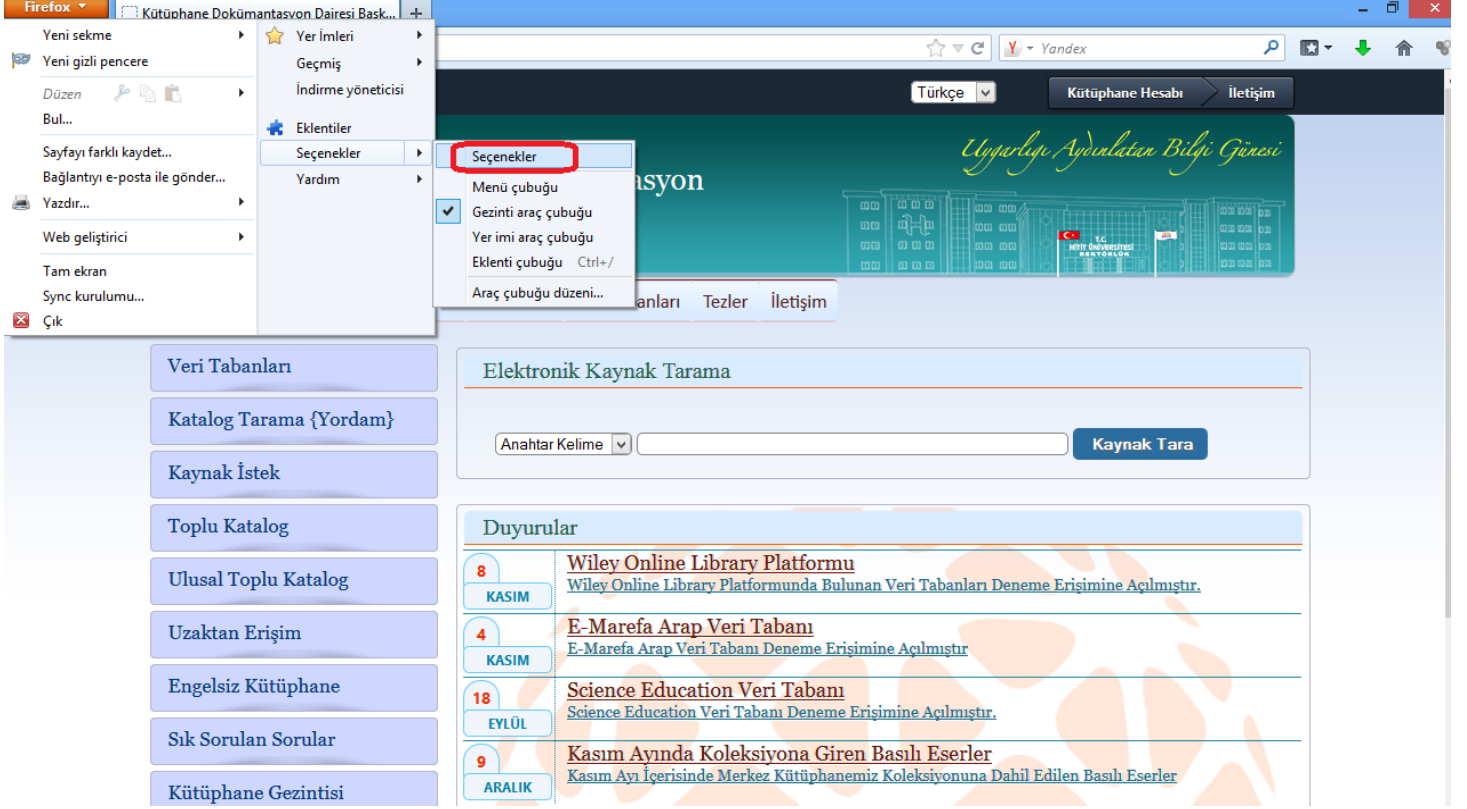 Firefox
Kütüphane Dokümantasyon Dairesi Bask...
Yeni sekme
Yeni gizli pencere
Düzen
Bul...
Sayfayı farklı kaydet...
Bağlantıyı e-posta ile gönder...
Yazdır...
Web geliştirici
Tam ekran
Sync kurulumu...
Çık
Yer İmleri
Geçmiş
İndirme yöneticisi
Eklentiler
Seçenekler
Yardım
Seçenekler
Menü çubuğu
Gezinti araç çubuğu
Yer imi araç çubuğu
Eklenti çubuğu Ctrl+/
Araç çubuğu düzeni...
Yandex
Türkçe
Kütüphane Hesabı
İletişim
Uygarlığı Aydınlatan Bilgi Güneşi
asyon
T.C.
HİTİT ÜNİVERSİTESİ
REKTÖRLÜK
anları Tezler İletişim
Veri Tabanları
Katalog Tarama {Yordam}
Kaynak İstek
Toplu Katalog
Ulusal Toplu Katalog
Uzaktan Erişim
Engelsiz Kütüphane
Sık Sorulan Sorular
Kütüphane Gezintisi
Elektronik Kaynak Tarama
Anahtar Kelime
Kaynak Tara
Duyurular
8 KASIM
Wiley Online Library Platformu
Wiley Online Library Platformunda Bulunan Veri Tabanları Deneme Erişimine Açılmıştır.
4 KASIM
E-Marefa Arap Veri Tabanı
E-Marefa Arap Veri Tabanı Deneme Erişimine Açılmıştır
18 EYLÜL
Science Education Veri Tabanı
Science Education Veri Tabanı Deneme Erişimine Açılmıştır.
9 ARALIK
Kasım Ayında Koleksiyona Giren Basılı Eserler
Kasım Ayı İçerisinde Merkez Kütüphanemiz Koleksiyonuna Dahil Edilen Basılı Eserler